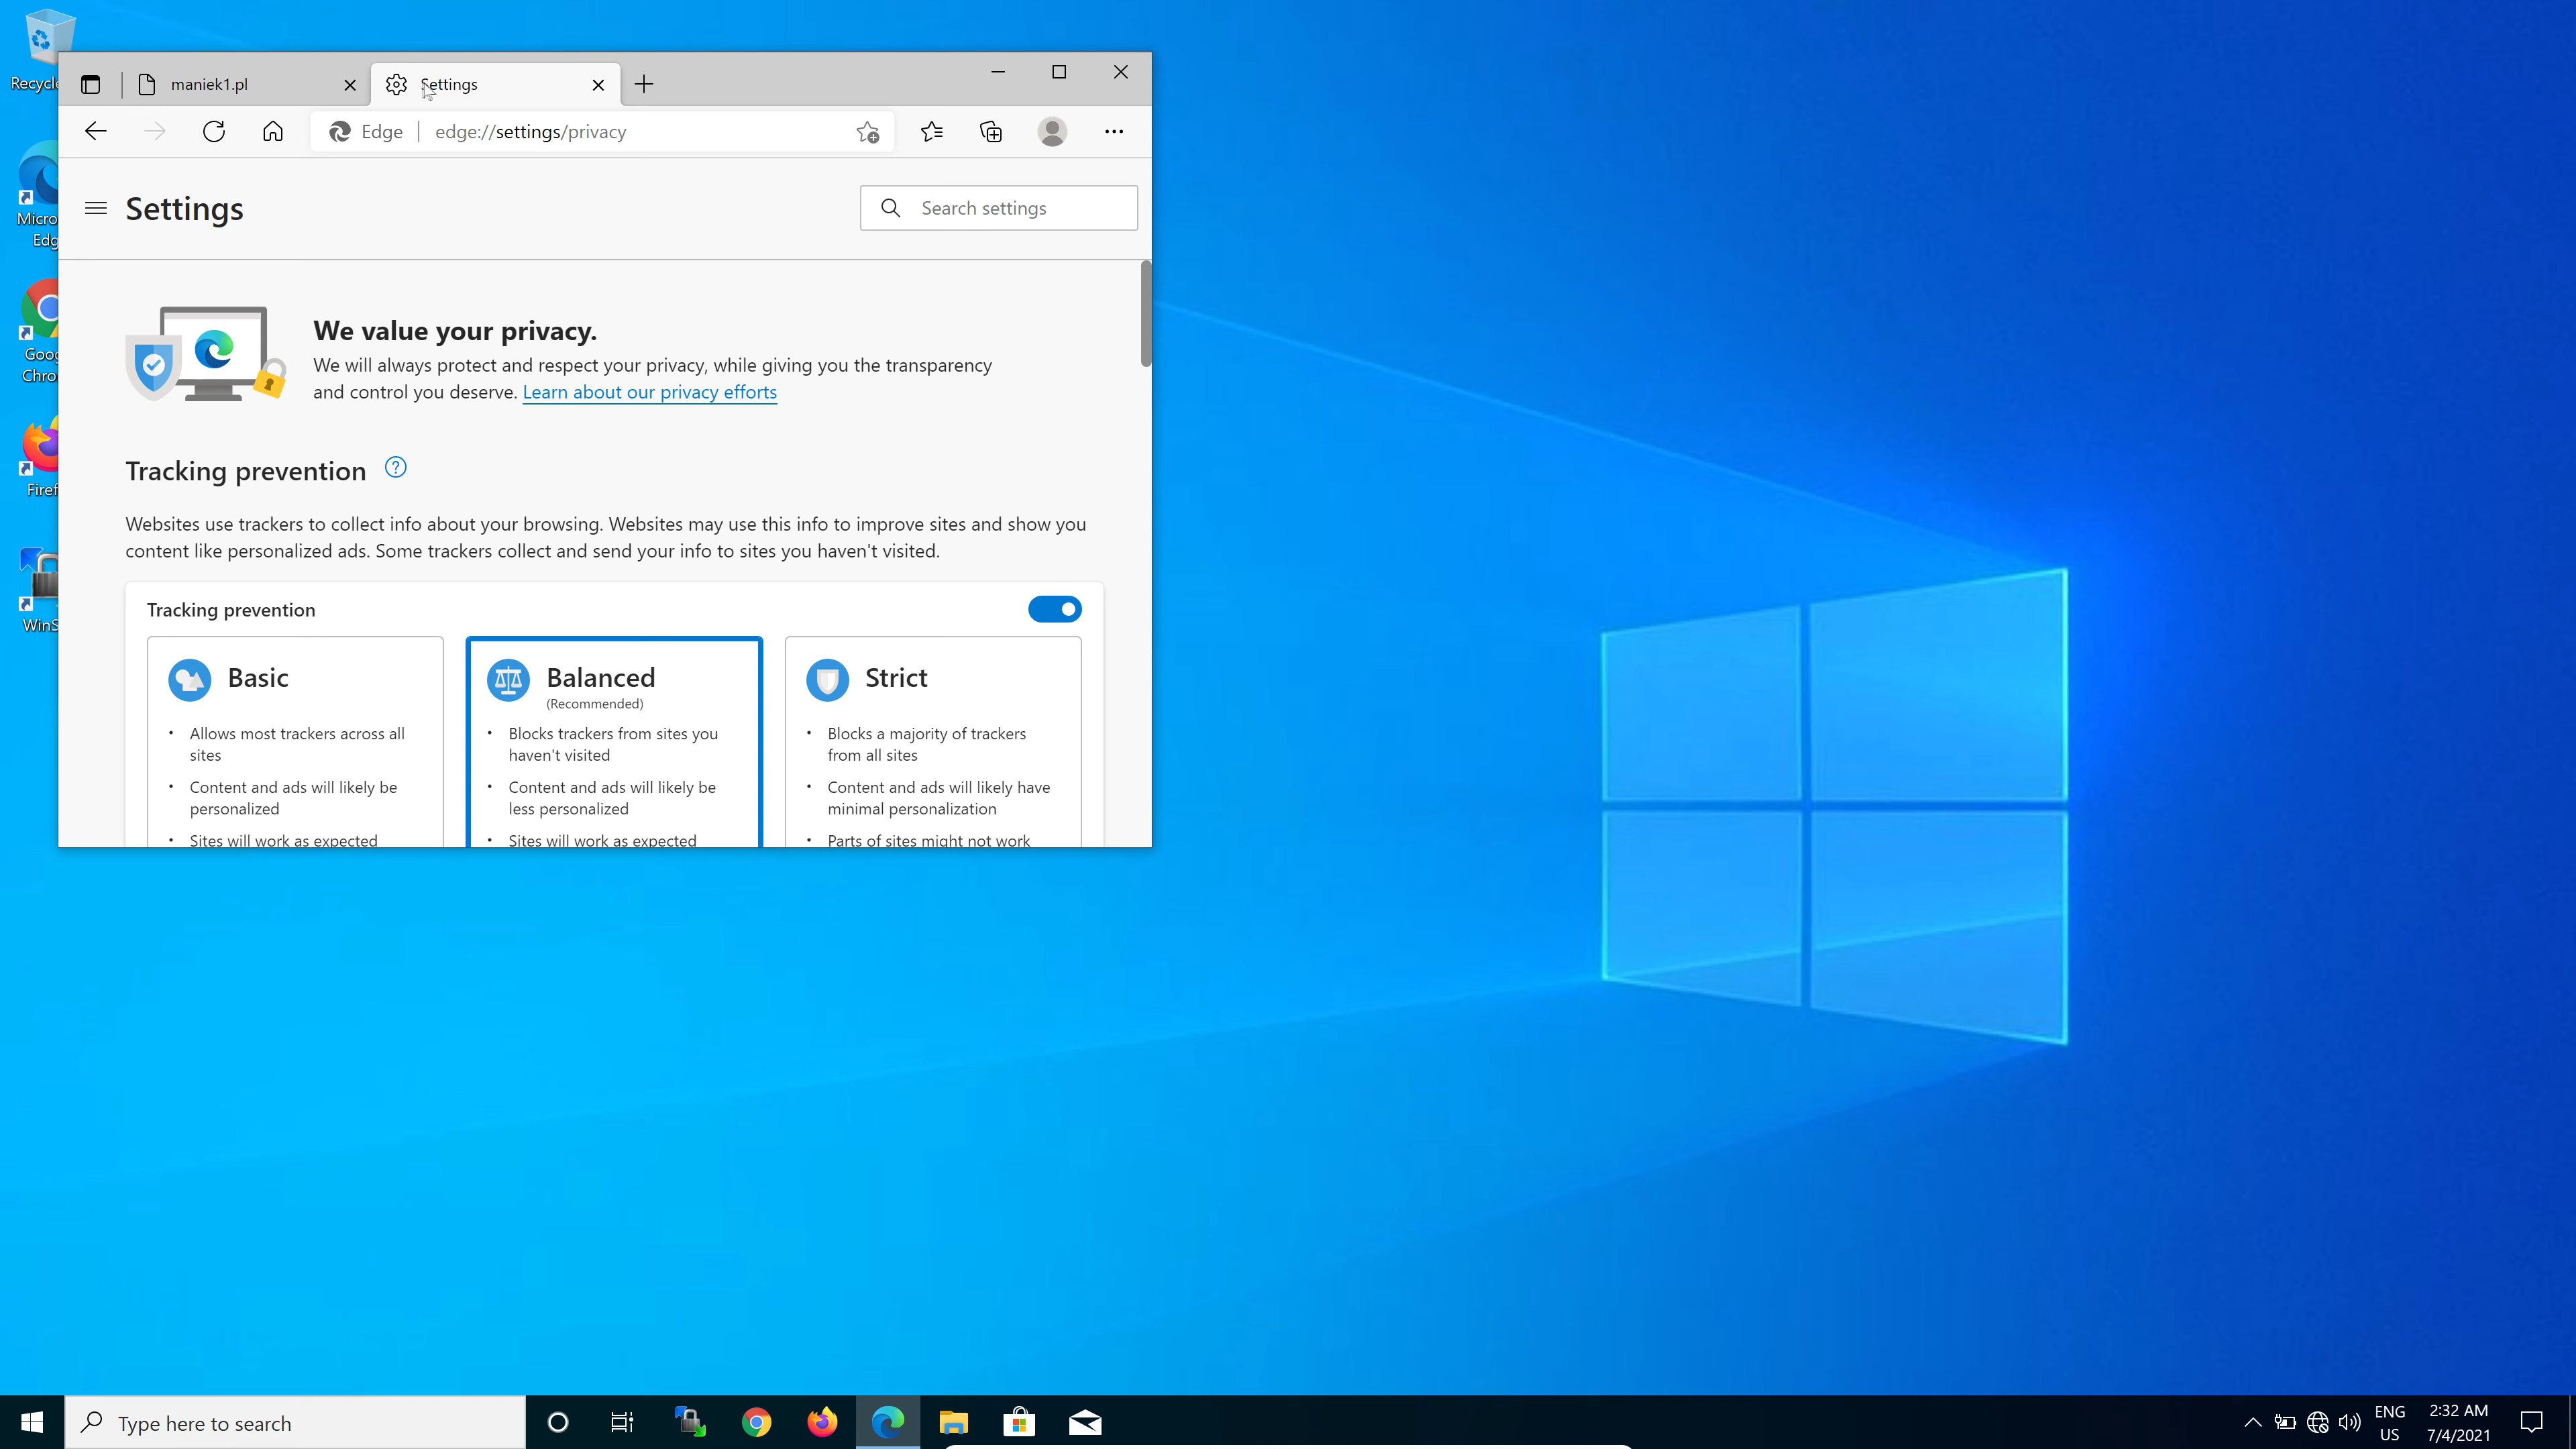 maniek1.pl
Settings
Edge
edge://settings/privacy
Settings
Search settings
We value your privacy.
We will always protect and respect your privacy, while giving you the transparency
and control you deserve. Learn about our privacy efforts
Tracking prevention
Websites use trackers to collect info about your browsing. Websites may use this info to improve sites and show you
content like personalized ads. Some trackers collect and send your info to sites you haven't visited.
Tracking prevention
Basic
• Allows most trackers across all
sites
• Content and ads will likely be
personalized
• Sites will work as expected
Balanced
(Recommended)
• Blocks trackers from sites you
haven't visited
• Content and ads will likely be
less personalized
• Sites will work as expected
Strict
• Blocks a majority of trackers
from all sites
• Content and ads will likely have
minimal personalization
• Parts of sites might not work
Recycle
Micro
Edg
Goog
Chro
Firef
WinS
Type here to search
ENG
US
2:32 AM
7/4/2021